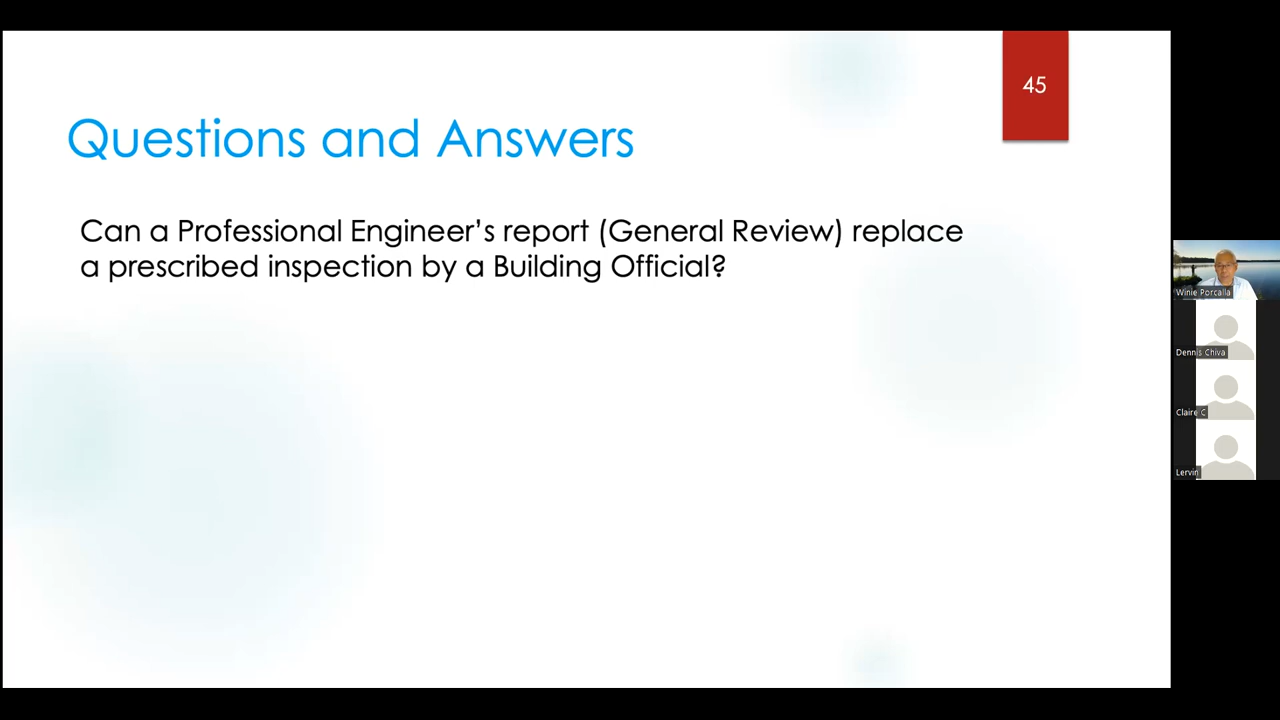 45
Questions and Answers
Can a Professional Engineer’s report (General Review) replace
a prescribed inspection by a Building Official?
Winie Porcalla
Dennis Chiva
Claire C
Lervin